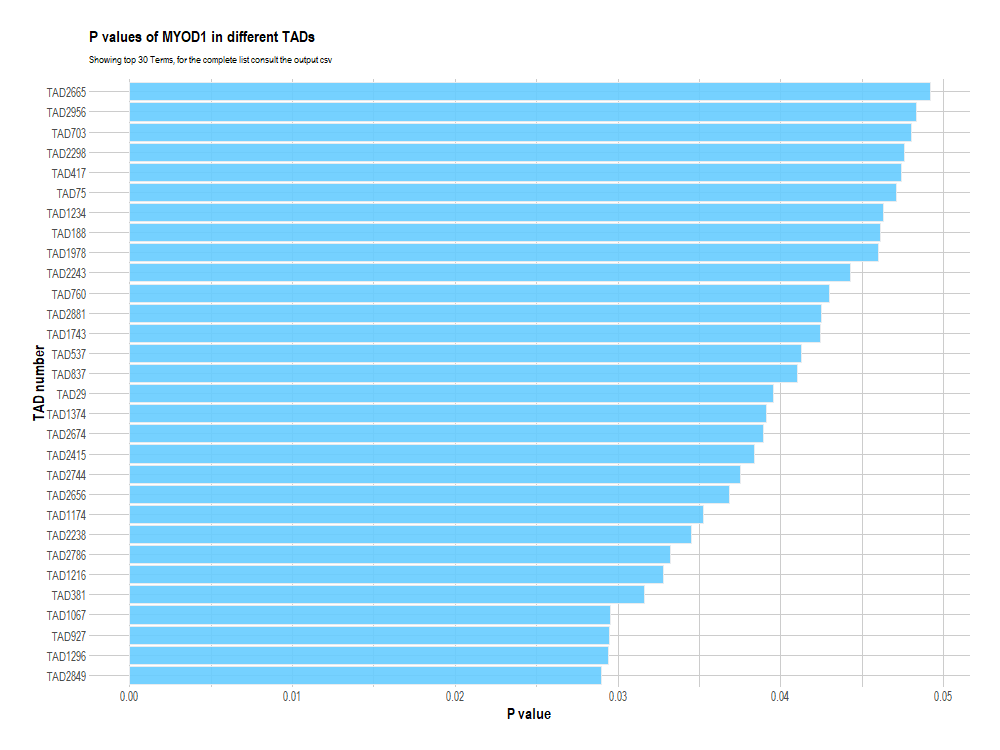 P values of MYOD1 in different TADs
Showing top 30 Terms, for the complete list consult the output csv
TAD2665
TAD2956
TAD703
TAD2298
TAD417
TAD75
TAD1234
TAD188
TAD1978
TAD2243
TAD760
TAD2881
TAD1743
TAD537
TAD837
TAD29
TAD1374
TAD2674
TAD2415
TAD2744
TAD2656
TAD1174
TAD2238
TAD2786
TAD1216
TAD381
TAD1067
TAD927
TAD1296
TAD2849
TAD number
0.00 0.01 0.02 0.03 0.04 0.05
P value